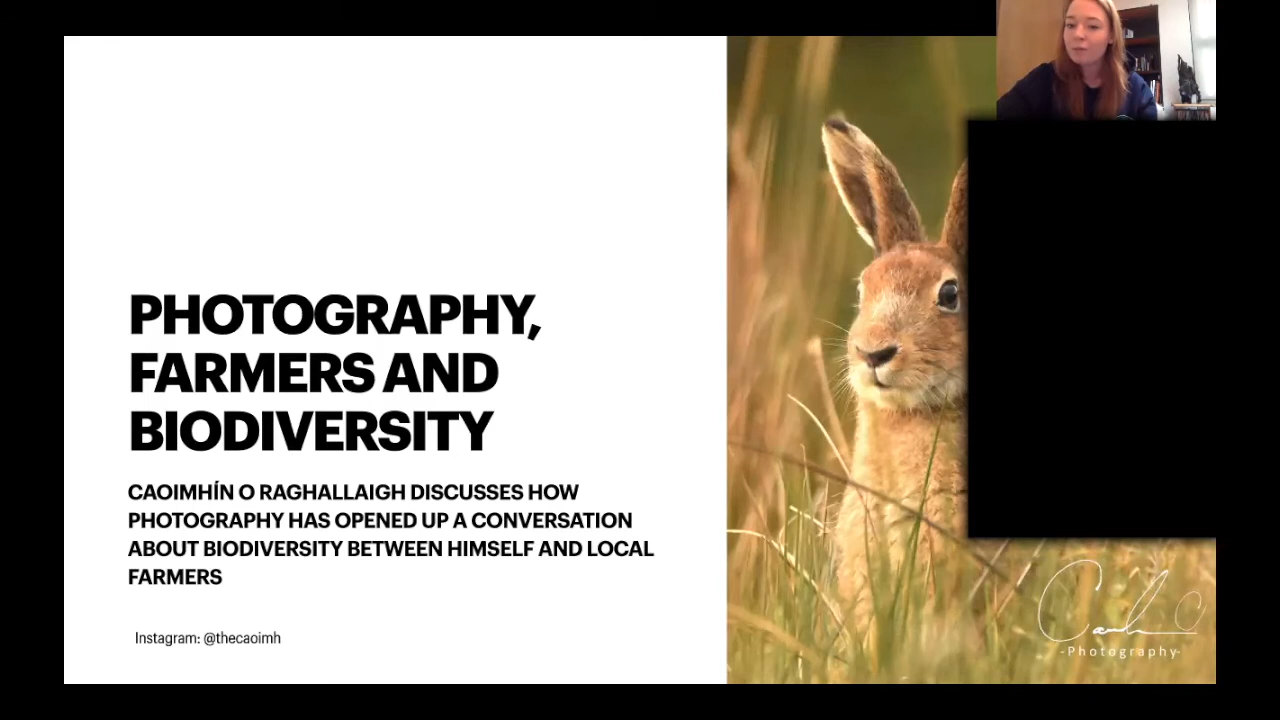 PHOTOGRAPHY,
FARMERS AND
BIODIVERSITY
CAOIMHÍN O RAGHALLAIGH DISCUSSES HOW
PHOTOGRAPHY HAS OPENED UP A CONVERSATION
ABOUT BIODIVERSITY BETWEEN HIMSELF AND LOCAL
FARMERS
Instagram: @thecaoimh
-Photography-